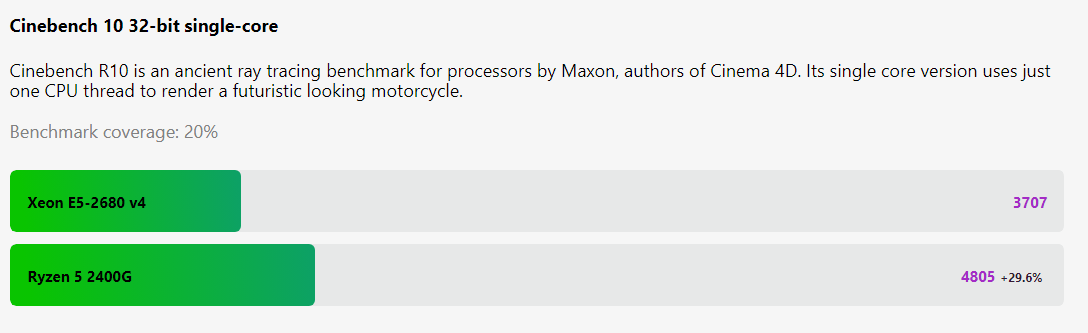 Cinebench 10 32-bit single-core
Cinebench R10 is an ancient ray tracing benchmark for processors by Maxon, authors of Cinema 4D. Its single core version uses just
one CPU thread to render a futuristic looking motorcycle.
Benchmark coverage: 20%
Xeon E5-2680 v4 3707
Ryzen 5 2400G 4805 +29.6%